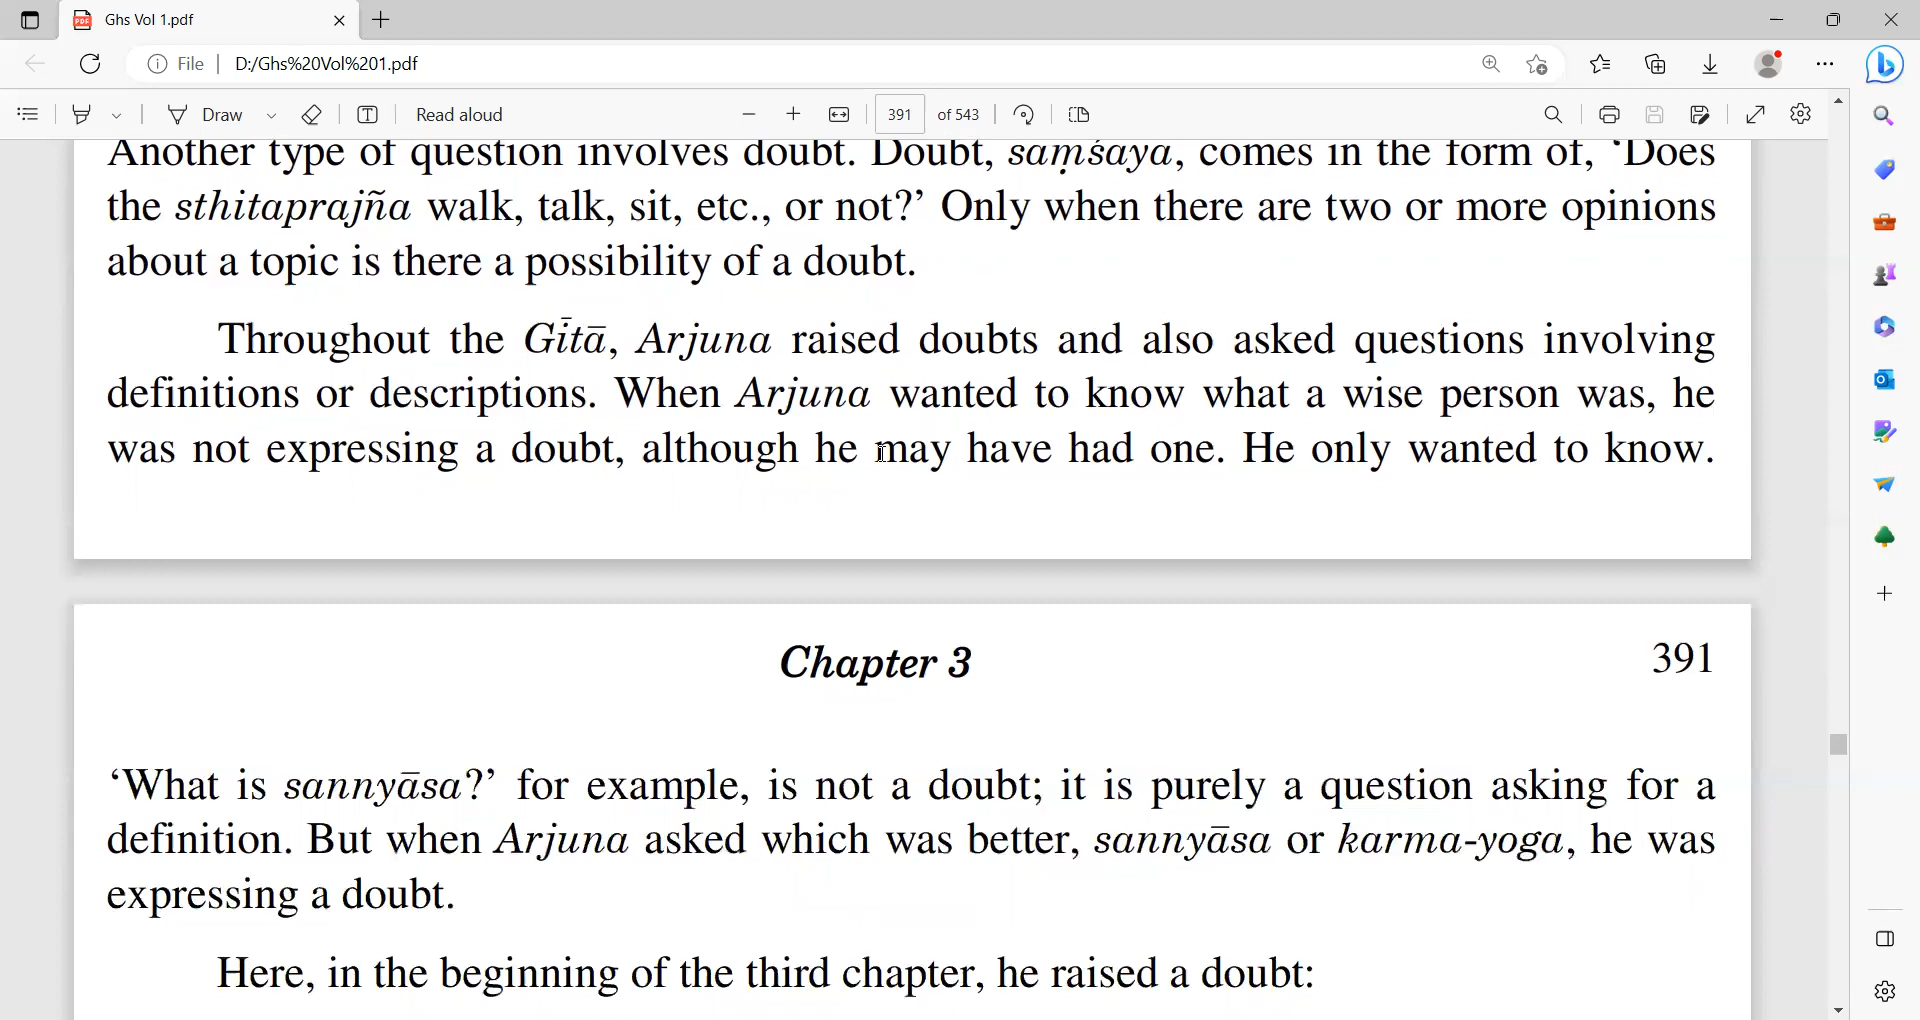 Ghs Vol 1.pdf
File D:/Ghs%20Vol%201.pdf
Draw Read aloud 391 of 543
Another type of question involves doubt. Doubt, saṃśaya, comes in the form of, ‘Does
the sthitaprajña walk, talk, sit, etc., or not?’ Only when there are two or more opinions
about a topic is there a possibility of a doubt.
Throughout the Gītā, Arjuna raised doubts and also asked questions involving
definitions or descriptions. When Arjuna wanted to know what a wise person was, he
was not expressing a doubt, although he may have had one. He only wanted to know.
Chapter 3 391
‘What is sannyāsa?’ for example, is not a doubt; it is purely a question asking for a
definition. But when Arjuna asked which was better, sannyāsa or karma-yoga, he was
expressing a doubt.
Here, in the beginning of the third chapter, he raised a doubt: